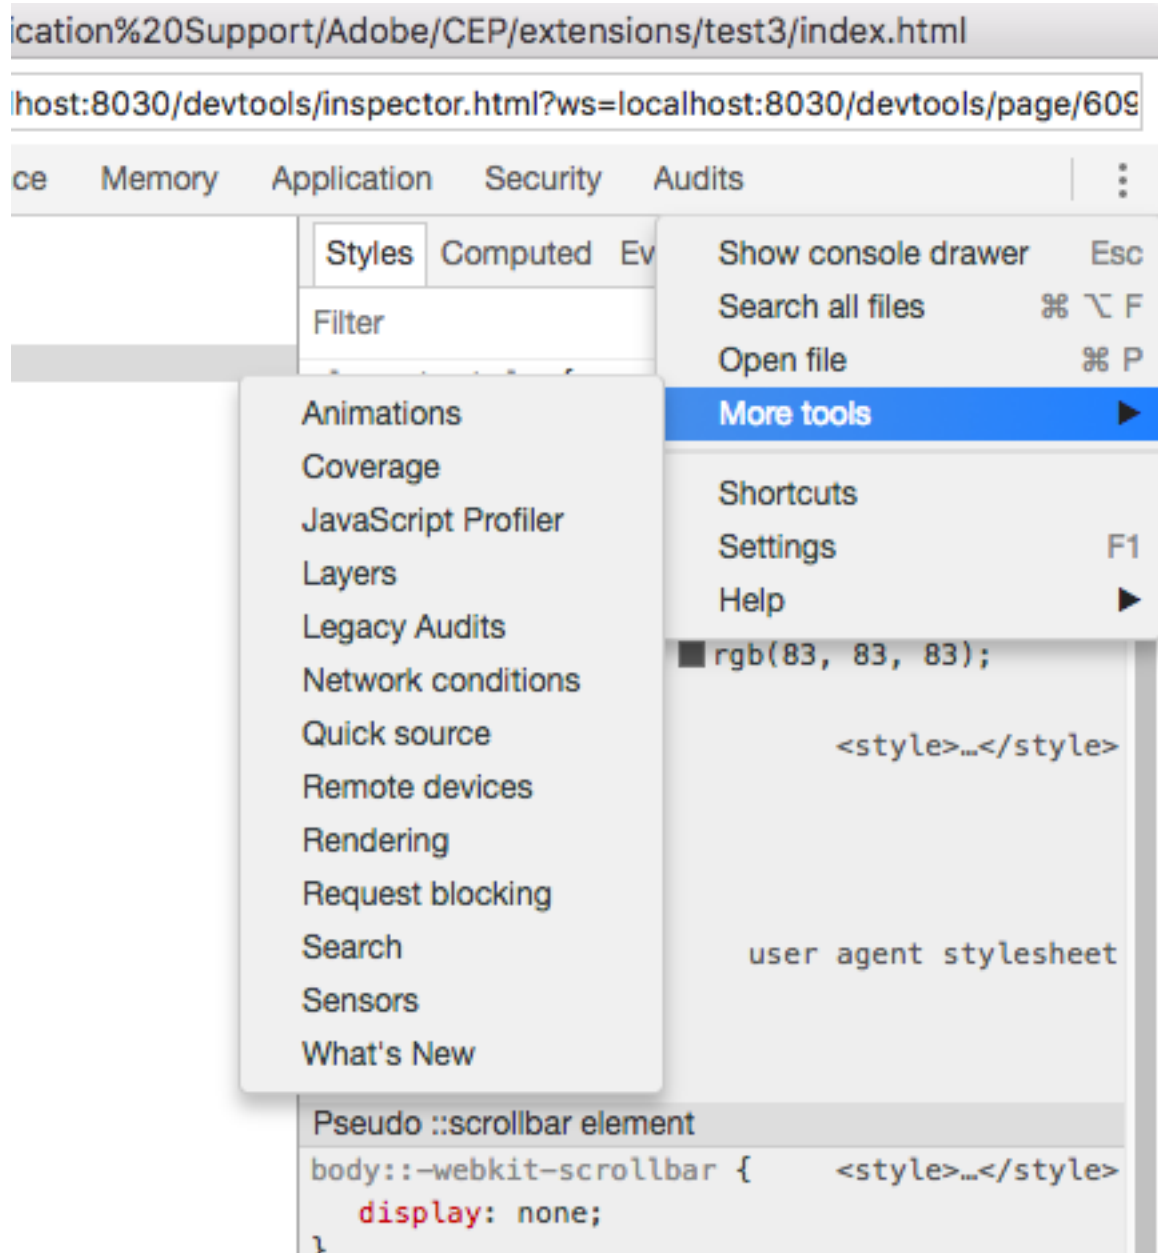 ication%20Support/Adobe/CEP/extensions/test3/index.html
lhost:8030/devtools/inspector.html?ws=localhost:8030/devtools/page/609
ce Memory Application Security Audits
Styles Computed Ev
Filter
Show console drawer Esc
Search all files ⌘ ⌥ F
Open file ⌘ P
More tools ▶
Shortcuts
Settings F1
Help ▶
Animations
Coverage
JavaScript Profiler
Layers
Legacy Audits
Network conditions
Quick source
Remote devices
Rendering
Request blocking
Search
Sensors
What's New
rgb(83, 83, 83);
<style>…</style>
user agent stylesheet
Pseudo ::scrollbar element
body::-webkit-scrollbar { <style>…</style>
display: none;
}